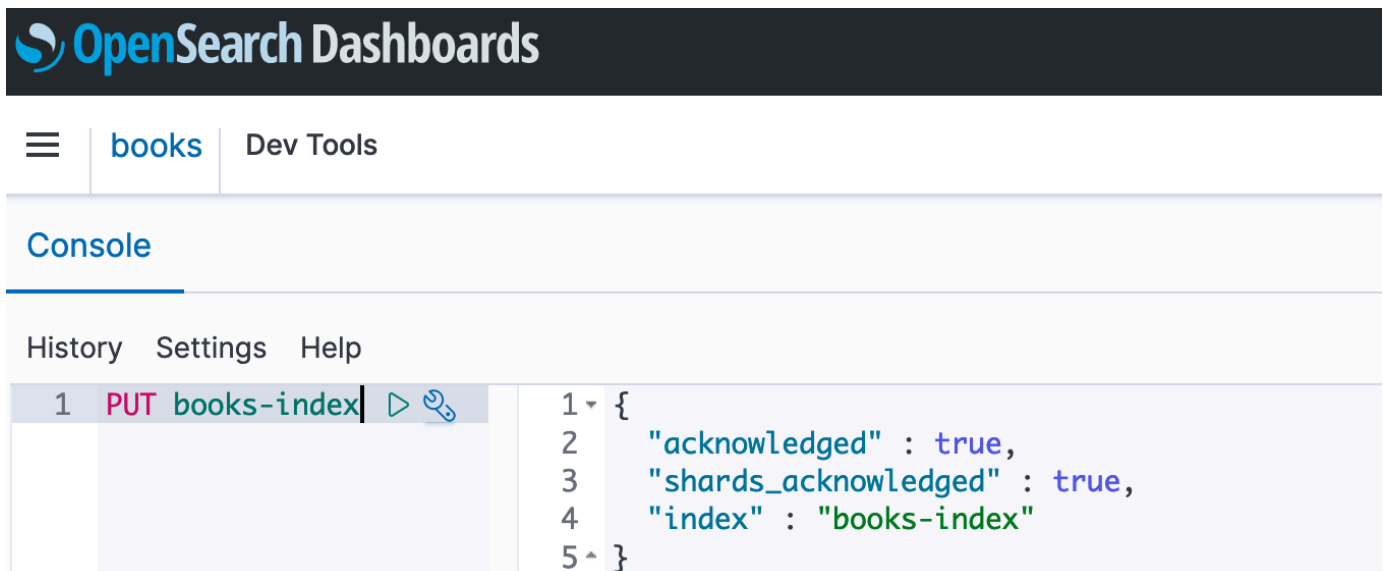 OpenSearch Dashboards
books Dev Tools
Console
History Settings Help
1 PUT books-index
1 {
2 "acknowledged" : true,
3 "shards_acknowledged" : true,
4 "index" : "books-index"
5 }